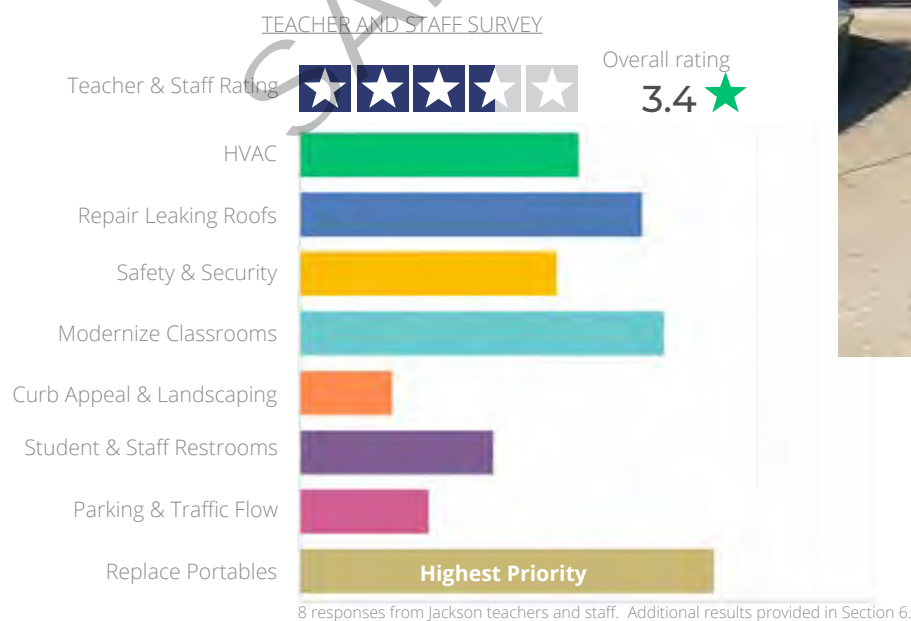 TEACHER AND STAFF SURVEY
Teacher & Staff Rating
Overall rating
3.4
HVAC
Repair Leaking Roofs
Safety & Security
Modernize Classrooms
Curb Appeal & Landscaping
Student & Staff Restrooms
Parking & Traffic Flow
Replace Portables
Highest Priority
8 responses from Jackson teachers and staff. Additional results provided in Section 6.